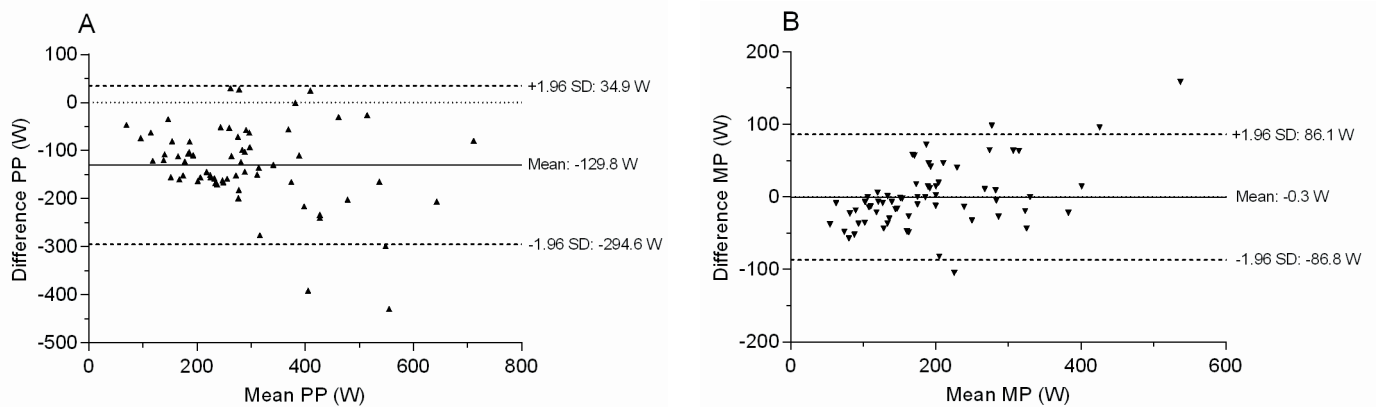 A
100
0
-100
-200
-300
-400
-500
Difference PP (W)
+1.96 SD: 34.9 W
Mean: -129.8 W
-1.96 SD: -294.6 W
0
200
400
600
800
Mean PP (W)
B
200
100
0
-100
-200
Difference MP (W)
+1.96 SD: 86.1 W
Mean: -0.3 W
-1.96 SD: -86.8 W
0
200
400
600
Mean MP (W)